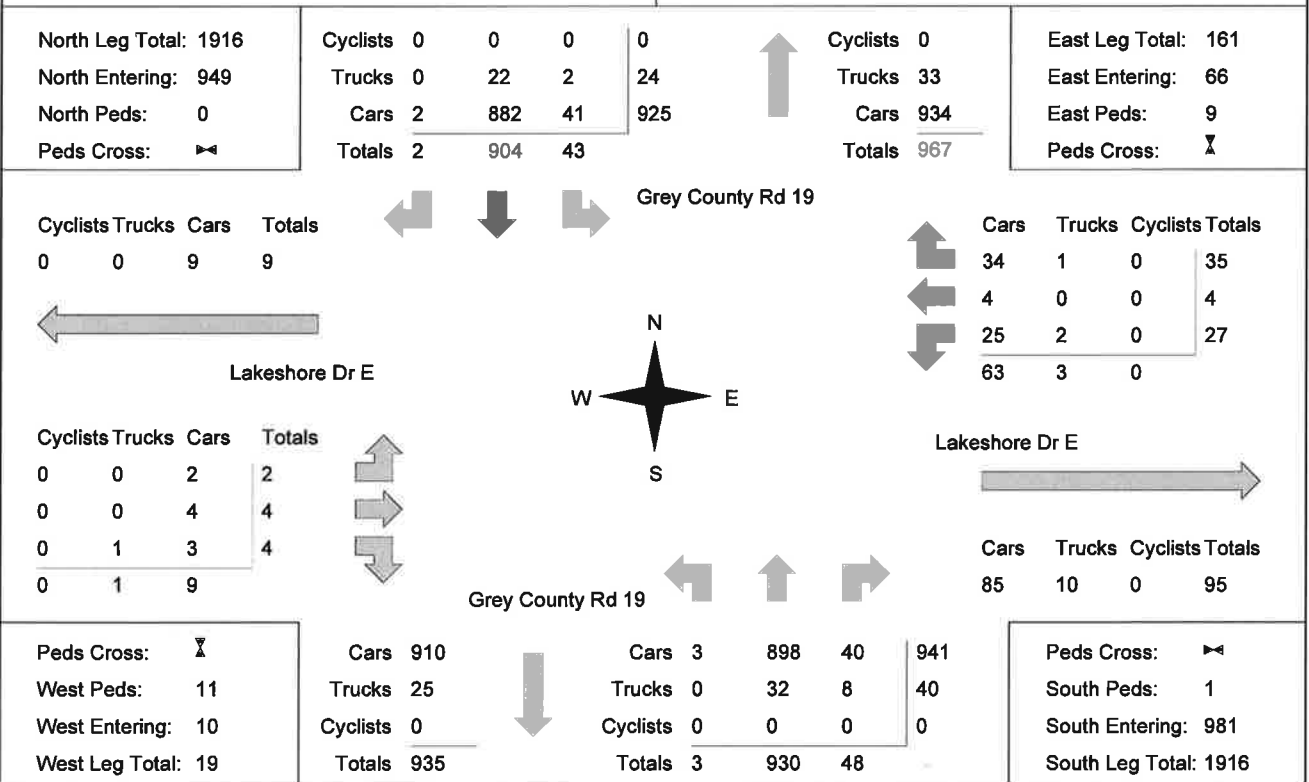 North Leg Total: 1916
North Entering: 949
North Peds: 0
Peds Cross:
Cyclists 0 0 0 0
Trucks 0 22 2 24
Cars 2 882 41 925
Totals 2 904 43
Cyclists 0
Trucks 33
Cars 934
Totals 967
East Leg Total: 161
East Entering: 66
East Peds: 9
Peds Cross:
Grey County Rd 19
Cyclists Trucks Cars Totals
0 0 9 9
Lakeshore Dr E
Cars Trucks Cyclists Totals
34 1 0 35
4 0 0 4
25 2 0 27
63 3 0
N
W E
S
Cyclists Trucks Cars Totals
0 0 2 2
0 0 4 4
0 1 3 4
0 1 9
Lakeshore Dr E
Cars Trucks Cyclists Totals
85 10 0 95
Grey County Rd 19
Peds Cross:
West Peds: 11
West Entering: 10
West Leg Total: 19
Cars 910
Trucks 25
Cyclists 0
Totals 935
Cars 3 898 40 941
Trucks 0 32 8 40
Cyclists 0 0 0 0
Totals 3 930 48
Peds Cross:
South Peds: 1
South Entering: 981
South Leg Total: 1916